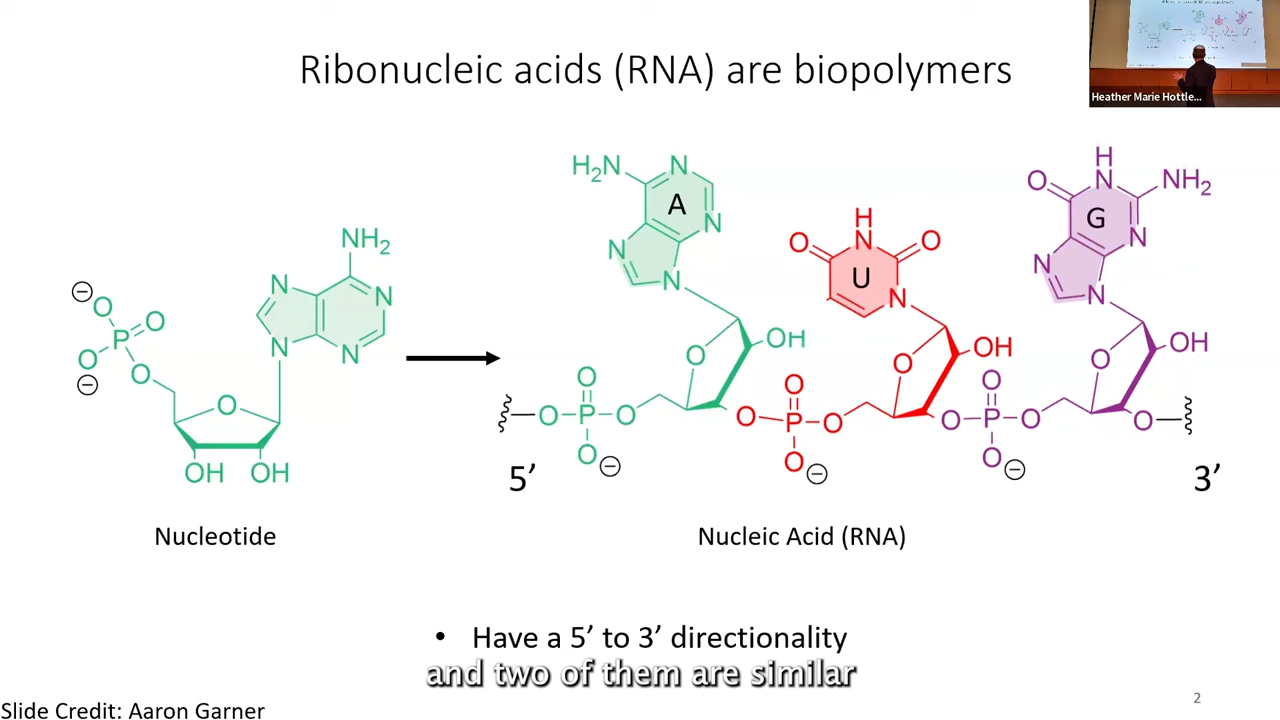 Ribonucleic acids (RNA) are biopolymers
Heather Marie Hottle...
NH2
N
N
N
N
O
O
P
O
O
O
OH
OH
Nucleotide
H2N
N
A
N
N
N
O
OH
O
P
O
O
O
H
N
O
O
U
N
O
OH
O
P
O
O
O
H
N
O
NH2
G
N
N
N
O
OH
O
P
O
O
O
O
5’
3’
Nucleic Acid (RNA)
• Have a 5’ to 3’ directionality
and two of them are similar
2
Slide Credit: Aaron Garner